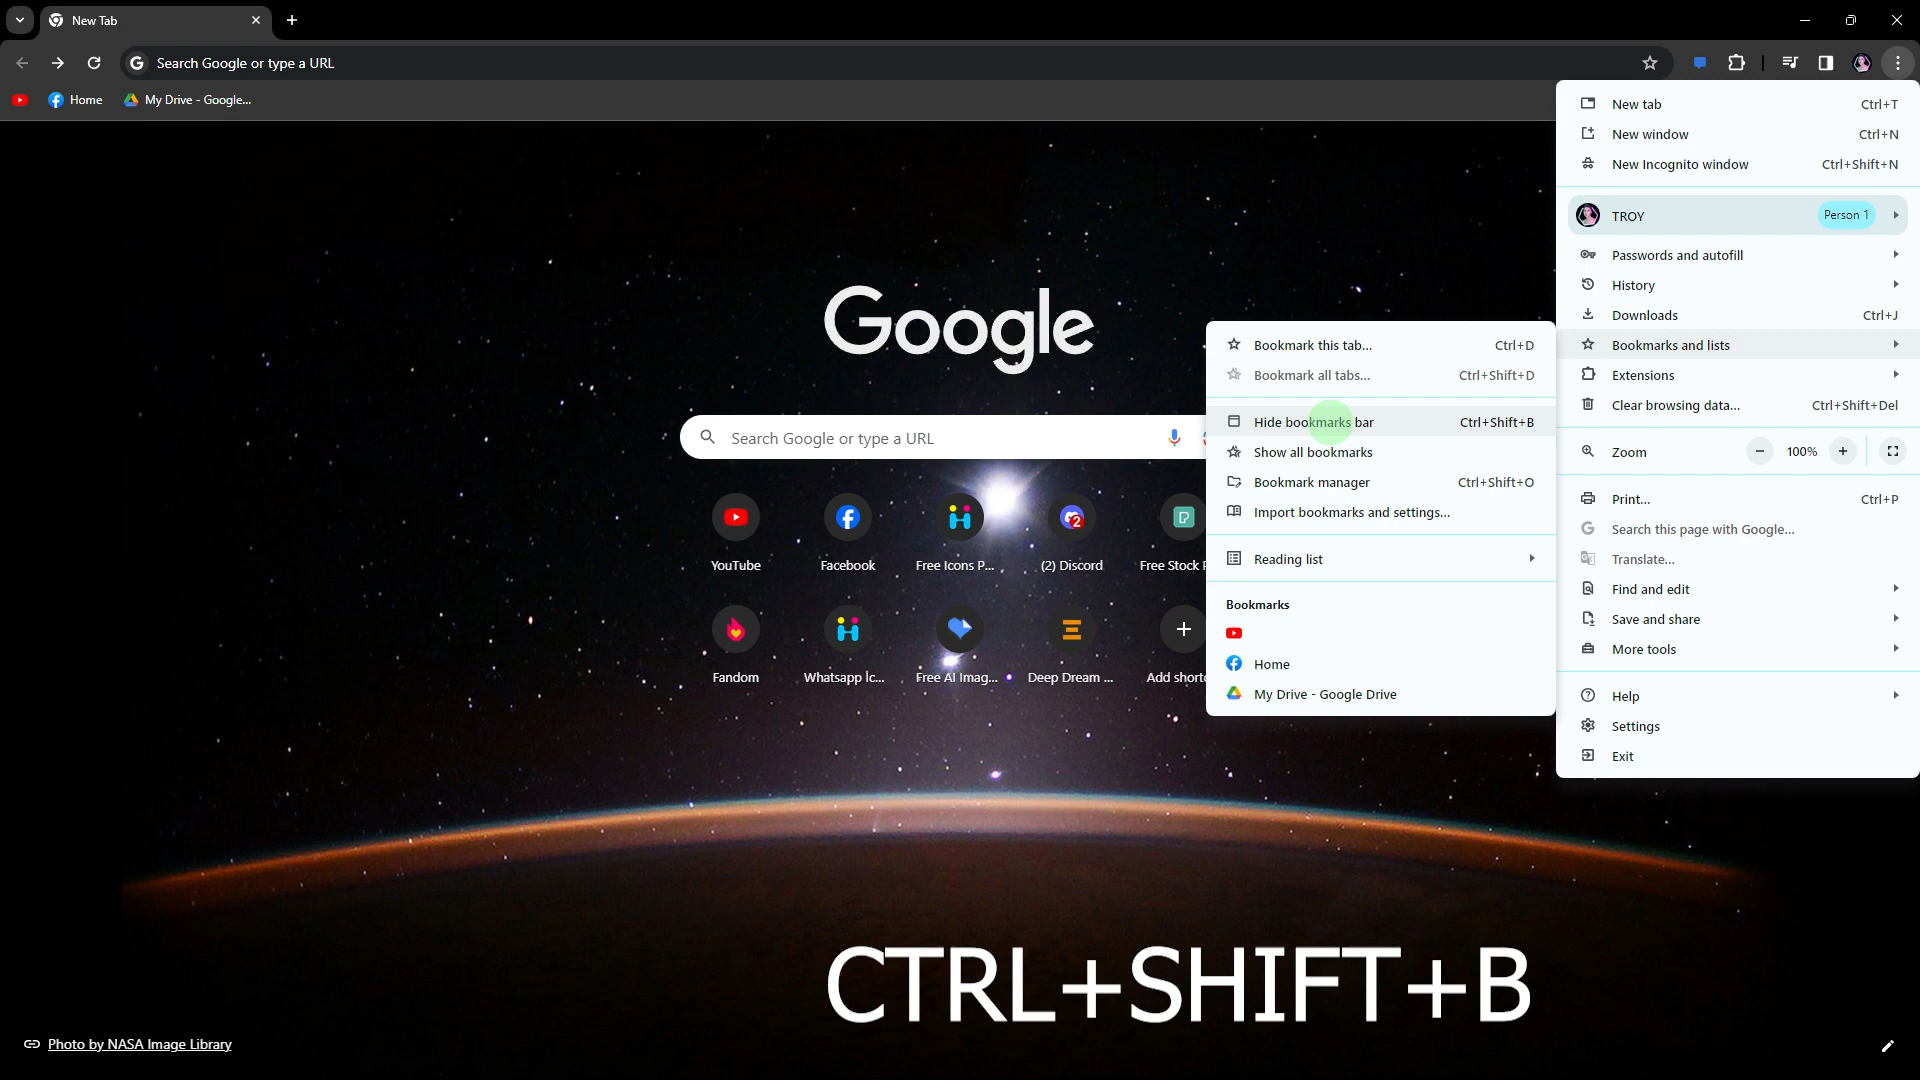 New Tab
Search Google or type a URL
Home
My Drive - Google...
New tab Ctrl+T
New window Ctrl+N
New Incognito window Ctrl+Shift+N
TROY Person 1
Passwords and autofill
History
Downloads Ctrl+J
Bookmarks and lists
Extensions
Clear browsing data... Ctrl+Shift+Del
Zoom − 100% +
Print... Ctrl+P
Search this page with Google...
Translate...
Find and edit
Save and share
More tools
Help
Settings
Exit
Bookmark this tab... Ctrl+D
Bookmark all tabs... Ctrl+Shift+D
Hide bookmarks bar Ctrl+Shift+B
Show all bookmarks
Bookmark manager Ctrl+Shift+O
Import bookmarks and settings...
Reading list
Bookmarks
Home
My Drive - Google Drive
Google
Search Google or type a URL
YouTube Facebook Free Icons P... (2) Discord Free Stock
Fandom Whatsapp Ic... Free AI Imag... Deep Dream ... Add short
CTRL+SHIFT+B
Photo by NASA Image Library